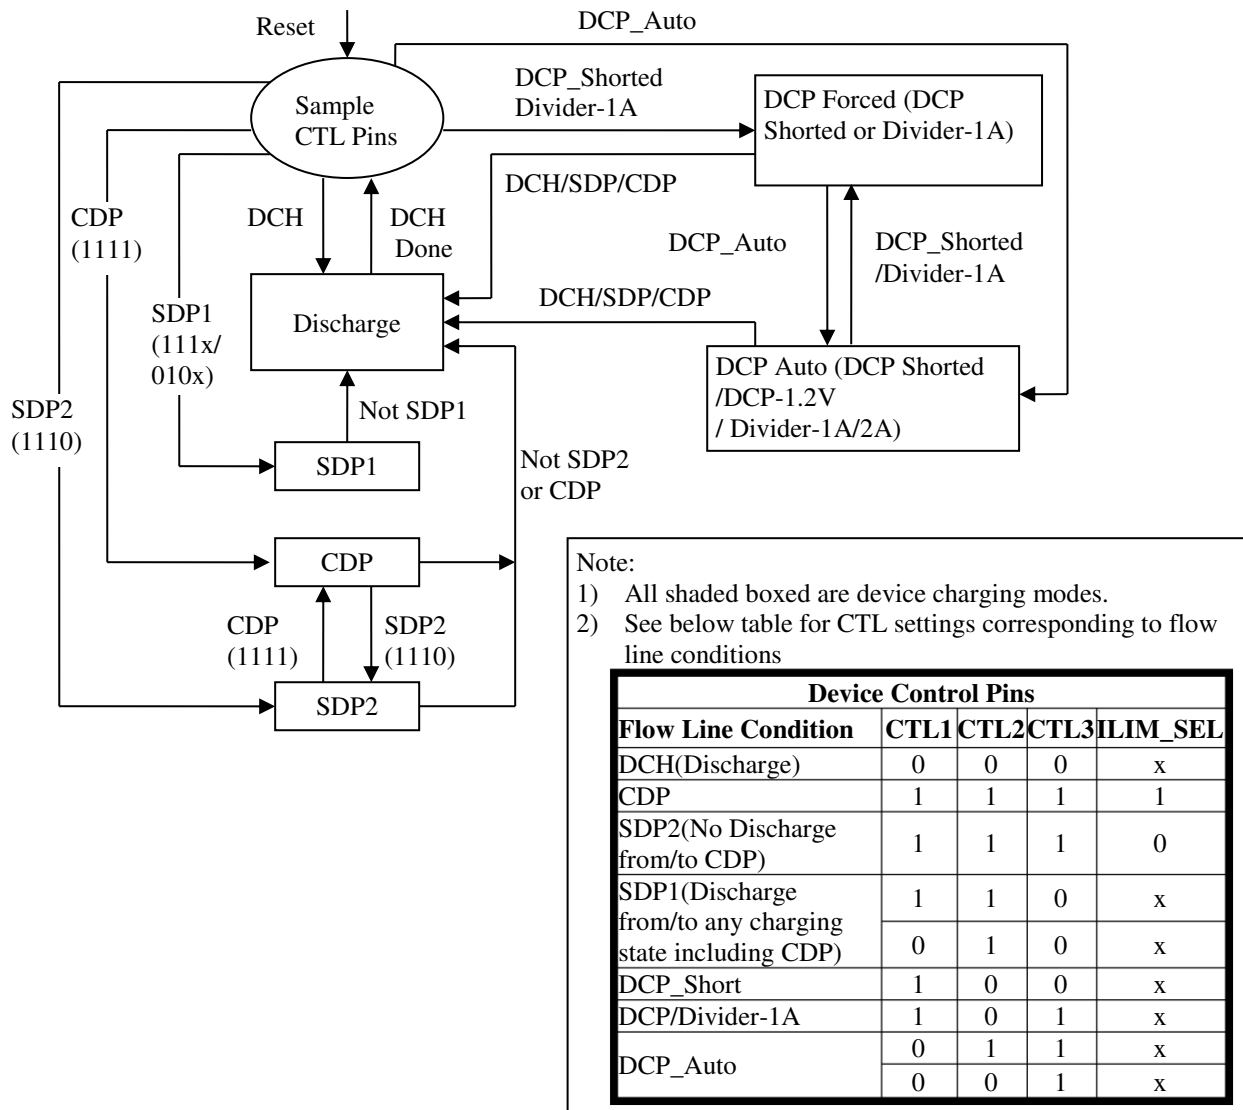 Reset
DCP_Auto
Sample
CTL Pins
DCP_Shorted
Divider-1A
DCP Forced (DCP
Shorted or Divider-1A)
CDP
(1111)
DCH
DCH
Done
DCH/SDP/CDP
DCP_Auto
DCP_Shorted
/Divider-1A
SDP1
(111x/
010x)
Discharge
DCH/SDP/CDP
SDP2
(1110)
Not SDP1
DCP Auto (DCP Shorted
/DCP-1.2V
/ Divider-1A/2A)
SDP1
Not SDP2
or CDP
CDP
CDP
(1111)
SDP2
(1110)
SDP2
Note:
1) All shaded boxed are device charging modes.
2) See below table for CTL settings corresponding to flow
line conditions
Device Control Pins
Flow Line Condition CTL1 CTL2 CTL3 ILIM_SEL
DCH(Discharge) 0 0 0 x
CDP 1 1 1 1
SDP2(No Discharge
from/to CDP) 1 1 1 0
SDP1(Discharge
from/to any charging
state including CDP) 1 1 0 x
0 1 0 x
DCP_Short 1 0 0 x
DCP/Divider-1A 1 0 1 x
DCP_Auto 0 1 1 x
0 0 1 x